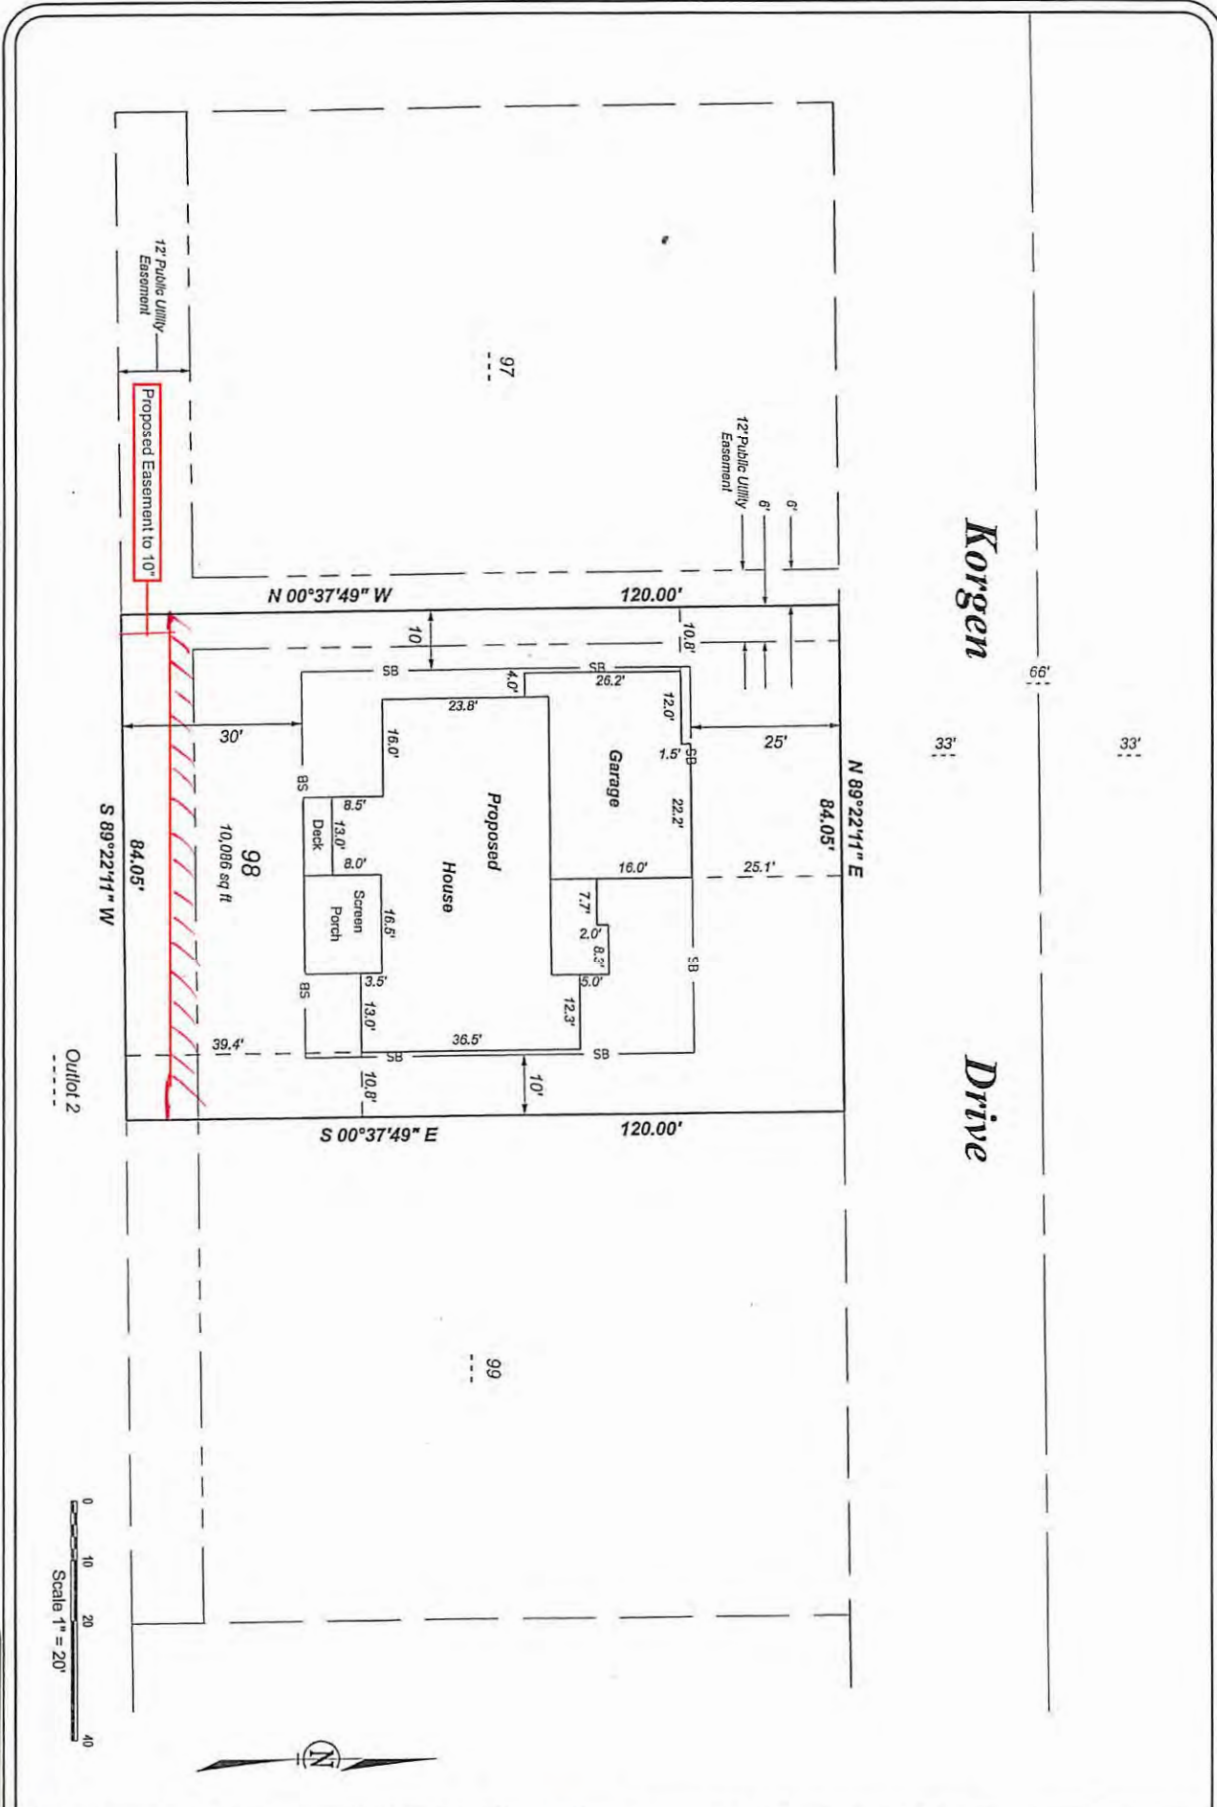 Korgen
Drive
66'
33'
33'
N 89°22'11" E
84.05'
6'
6'
12' Public Utility
Easement
97
N 00°37'49" W
120.00'
10.8'
10'
SB
SB
26.2'
4.0'
12.0'
25'
1.5'
SB
Garage
22.2'
16.0'
25.1'
23.8'
16.0'
Proposed
House
7.7'
2.0'
8.3'
5.0'
12.3'
SB
BS
8.5'
Deck
13.0'
8.0'
Screen
Porch
16.5'
3.5'
13.0'
BS
36.5'
SB
SB
10.8'
10'
30'
98
10,086 sq ft
39.4'
S 00°37'49" E
120.00'
84.05'
S 89°22'11" W
12' Public Utility
Easement
Proposed Easement to 10"
Outlot 2
99
0 10 20 40
Scale 1" = 20'
N